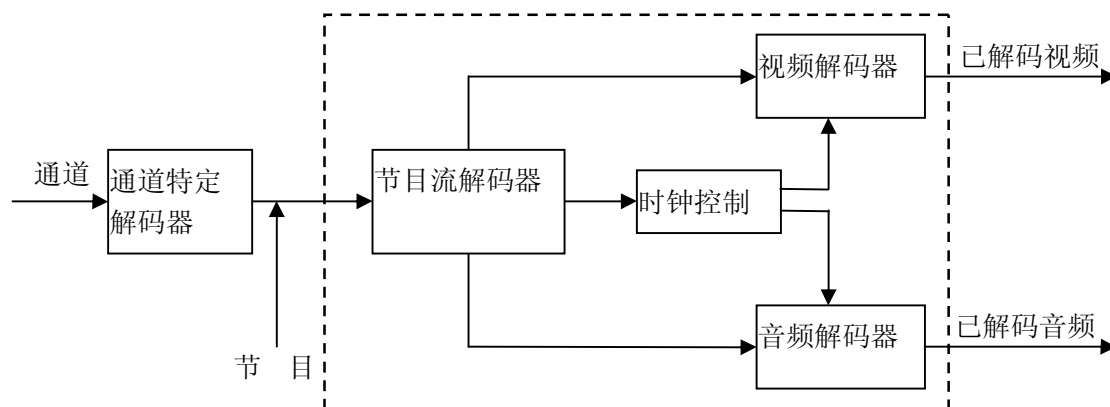 视频解码器
已解码视频
通道
通道特定
解码器
节目流解码器
时钟控制
音频解码器
已解码音频
节 目